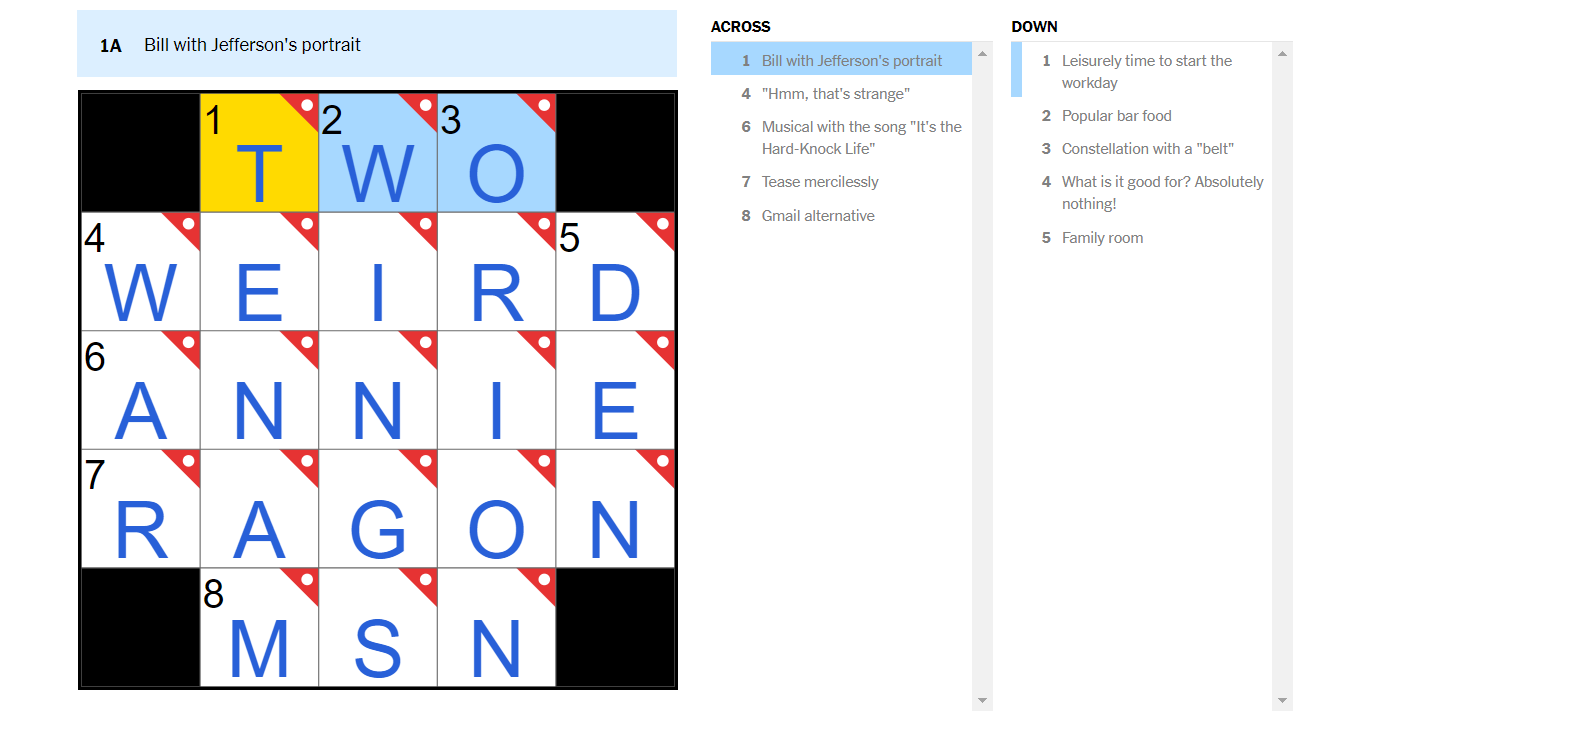 1A Bill with Jefferson's portrait
1 T 2 W 3 O
4 W E I R 5 D
6 A N N I E
7 R A G O N
8 M S N
ACROSS
1 Bill with Jefferson's portrait
4 "Hmm, that's strange"
6 Musical with the song "It's the
Hard-Knock Life"
7 Tease mercilessly
8 Gmail alternative
DOWN
1 Leisurely time to start the
workday
2 Popular bar food
3 Constellation with a "belt"
4 What is it good for? Absolutely
nothing!
5 Family room